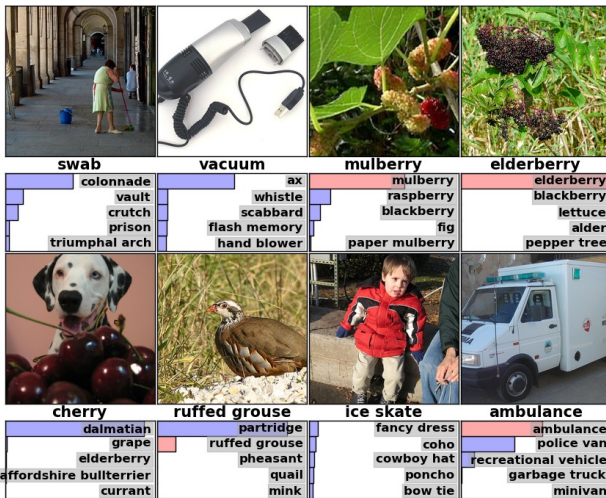 swab
vacuum
mulberry
elderberry
colonnade
vault
crutch
prison
triumphal arch
ax
whistle
scabbard
flash memory
hand blower
mulberry
raspberry
blackberry
fig
paper mulberry
elderberry
blackberry
lettuce
alder
pepper tree
cherry
ruffed grouse
ice skate
ambulance
dalmatian
grape
elderberry
affordshire bullterrier
currant
partridge
ruffed grouse
pheasant
quail
mink
fancy dress
coho
cowboy hat
poncho
bow tie
ambulance
police van
recreational vehicle
garbage truck
minivan